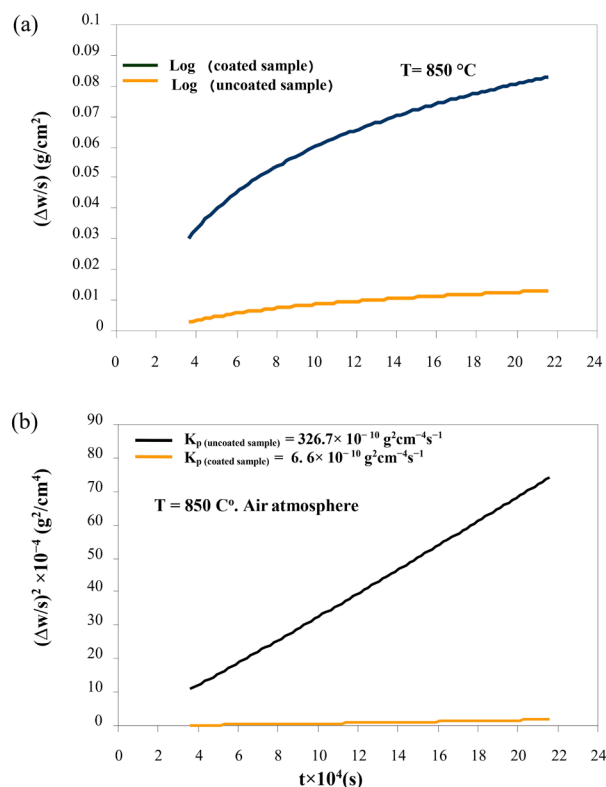 (a)
0.1
0.09
0.08
0.07
0.06
0.05
0.04
0.03
0.02
0.01
0
(Δw/s) (g/cm²)
Log (coated sample)
Log (uncoated sample)
T= 850 °C
0 2 4 6 8 10 12 14 16 18 20 22 24
(b)
90
80
70
60
50
40
30
20
10
0
(Δw/s)² ×10⁻⁴ (g²/cm⁴)
Kp (uncoated sample) = 326.7× 10⁻¹⁰ g²cm⁻⁴s⁻¹
Kp (coated sample) = 6. 6× 10⁻¹⁰ g²cm⁻⁴s⁻¹
T = 850 Cº. Air atmosphere
0 2 4 6 8 10 12 14 16 18 20 22 24
t×10⁴(s)